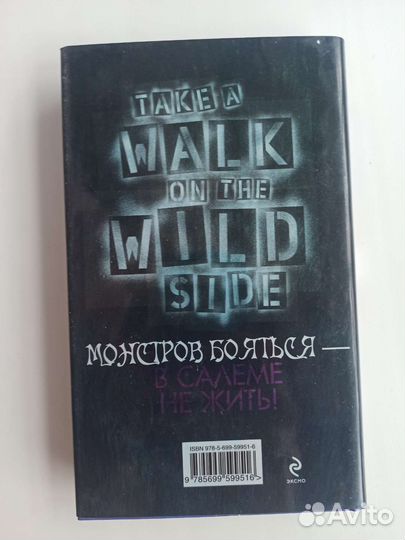 TAKE A
WALK
ON THE
WILD
SIDE
МОНСТРОВ БОЯТЬСЯ —
В САЛЕМЕ
НЕ ЖИТЬ!
ISBN 978-5-699-59951-6
9 785699 599516 >
ЭКСМО
Avito